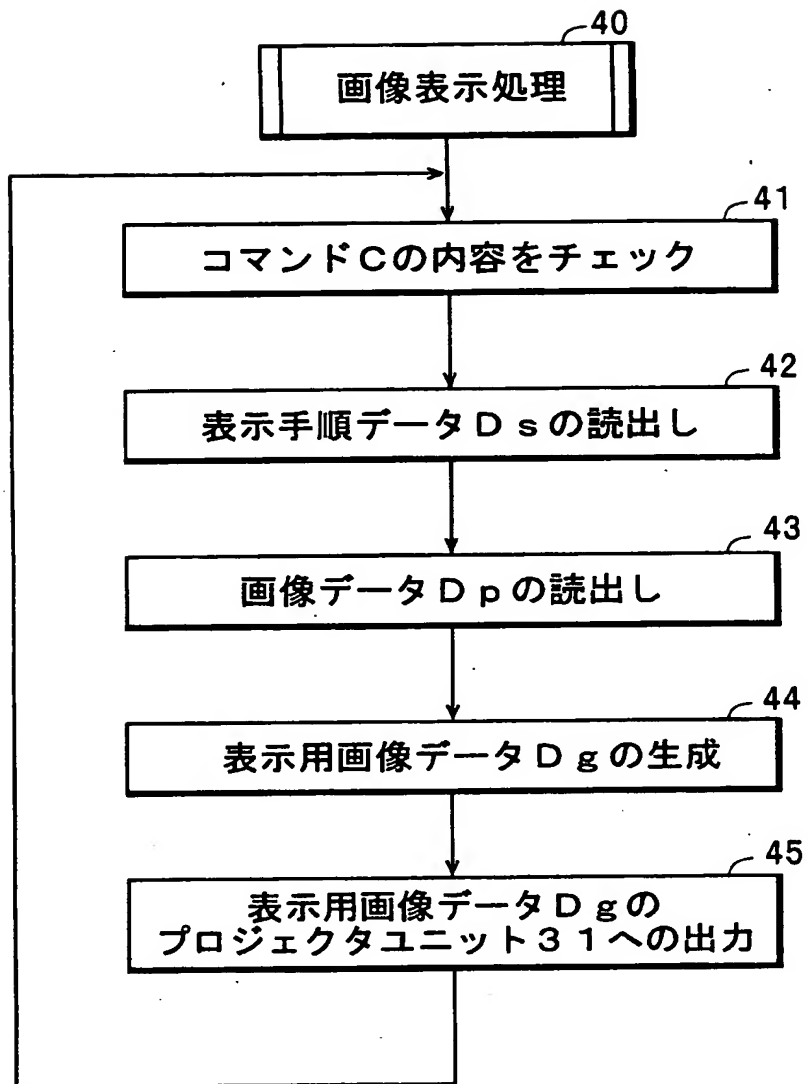 40
画像表示処理
41
コマンドCの内容をチェック
42
表示手順データDsの読出し
43
画像データDpの読出し
44
表示用画像データDgの生成
45
表示用画像データDgの
プロジェクタユニット31への出力